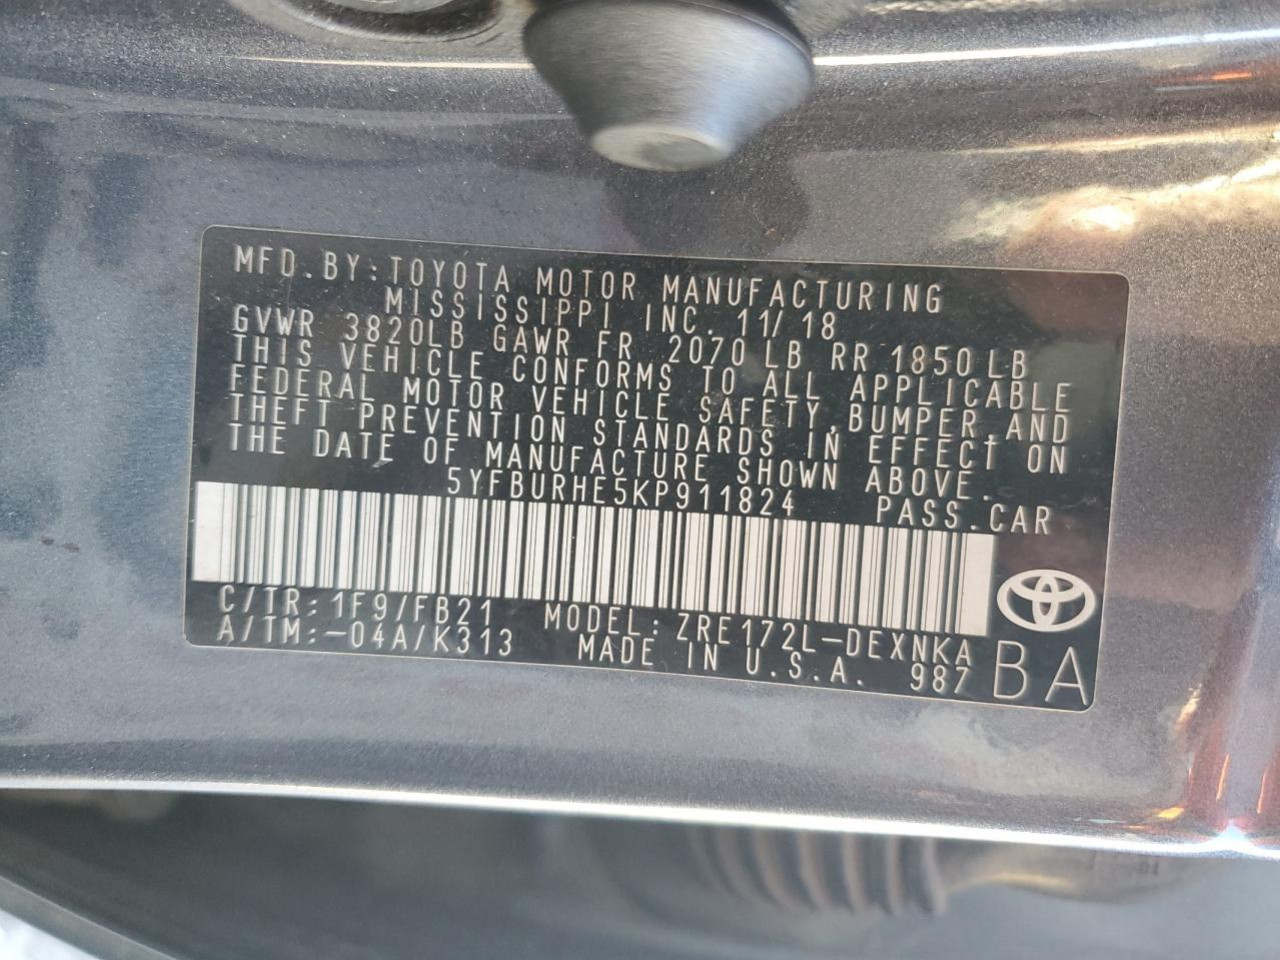 MFD.BY:TOYOTA MOTOR MANUFACTURING
MISSISSIPPI INC. 11/18
GVWR 3820LB GAWR FR 2070 LB RR 1850 LB
THIS VEHICLE CONFORMS TO ALL APPLICABLE
FEDERAL MOTOR VEHICLE SAFETY,BUMPER,AND
THEFT PREVENTION STANDARDS IN EFFECT ON
THE DATE OF MANUFACTURE SHOWN ABOVE.
5YFBURHE5KP911824 PASS.CAR
C/TR:1F9/FB21 MODEL:ZRE172L-DEXNKA
A/TM:-04A/K313 MADE IN U.S.A. 987
BA